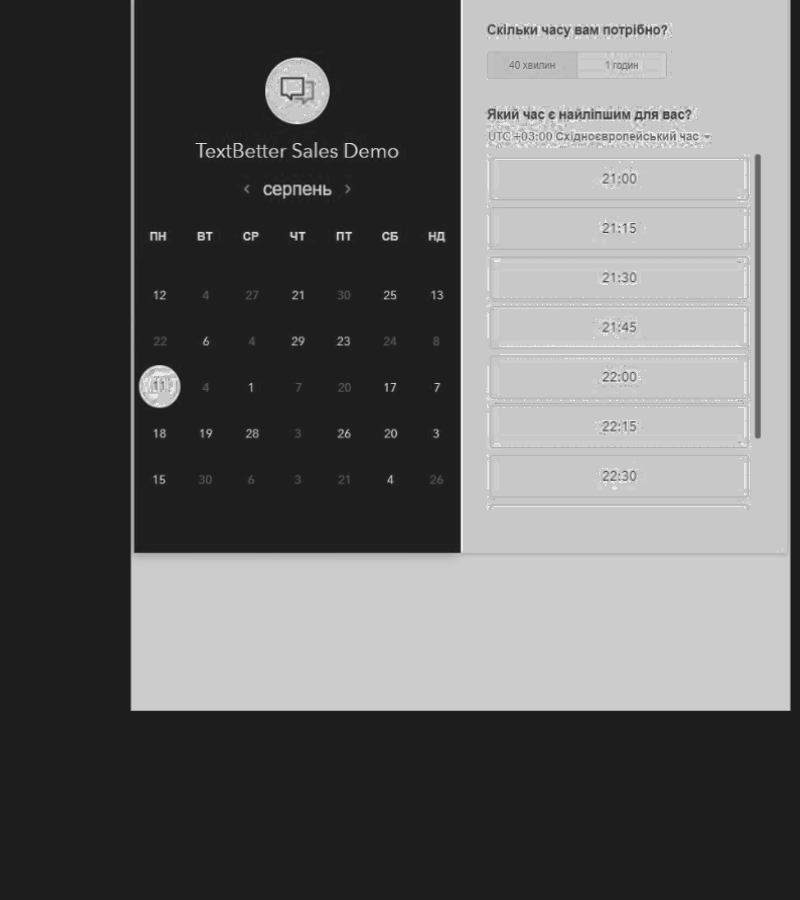 TextBetter Sales Demo
‹ серпень ›
ПН ВТ СР ЧТ ПТ СБ НД
12 4 27 21 30 25 13
22 6 4 29 23 24 8
11 4 1 7 20 17 7
18 19 28 3 26 20 3
15 30 6 3 21 4 26
Скільки часу вам потрібно?
40 хвилин 1 годин
Який час є найліпшим для вас?
UTC +03:00 Східноєвропейський час
21:00
21:15
21:30
21:45
22:00
22:15
22:30